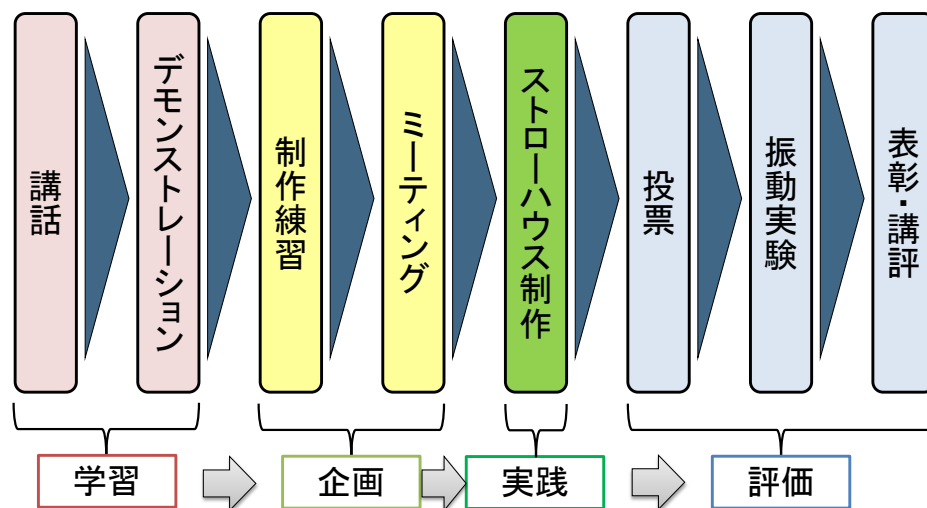 講話
デモンストレーション
制作練習
ミーティング
ストローハウス制作
投票
振動実験
表彰・講評
学習
企画
実践
評価